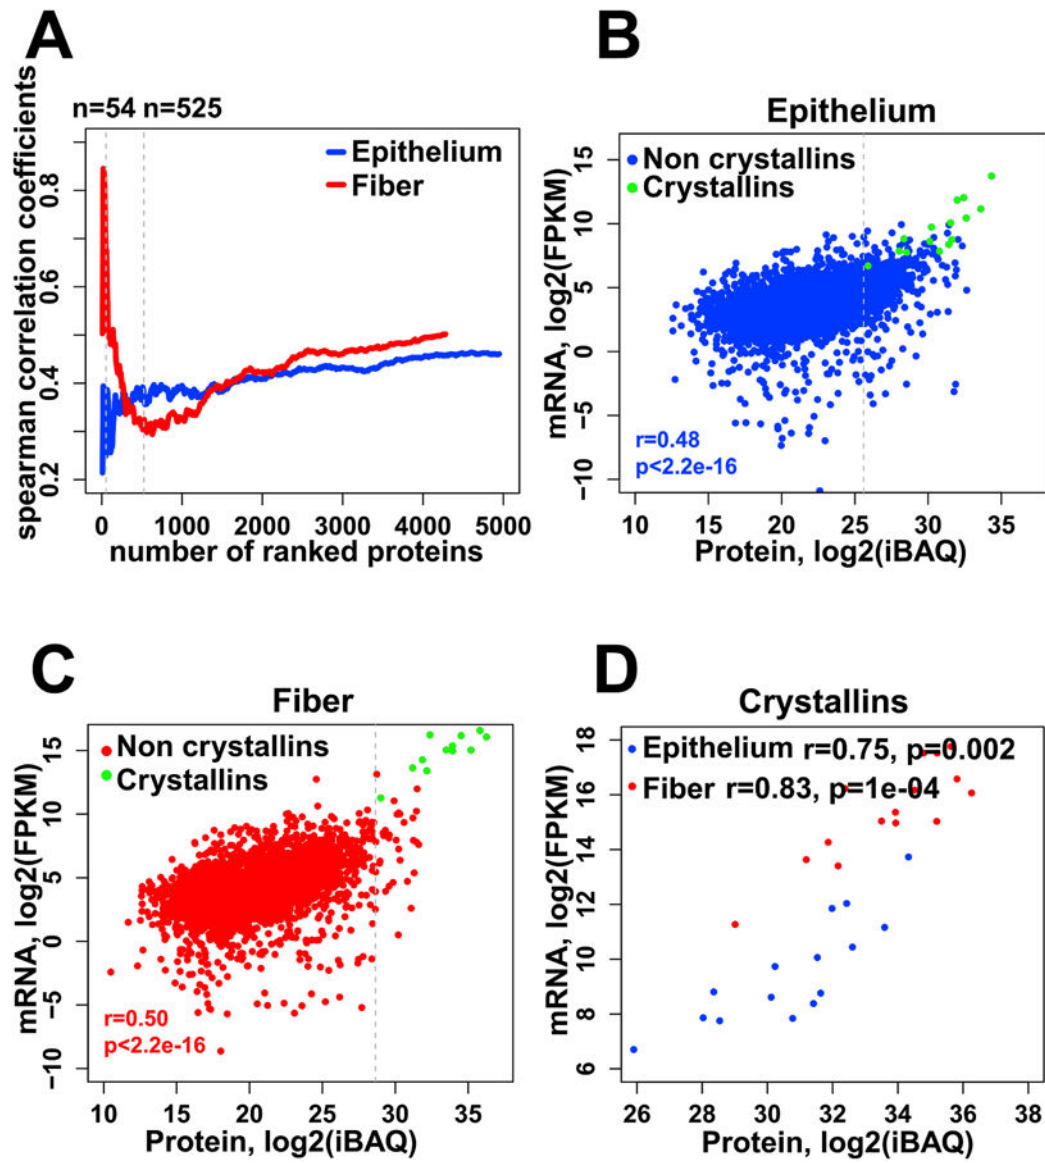 A
n=54 n=525
spearman correlation coefficients
0.8
0.6
0.4
0.2
Epithelium
Fiber
0 1000 2000 3000 4000 5000
number of ranked proteins
B
Epithelium
mRNA, log2(FPKM)
15
10
5
0
−5
−10
Non crystallins
Crystallins
r=0.48
p<2.2e-16
10 15 20 25 30 35
Protein, log2(iBAQ)
C
Fiber
mRNA, log2(FPKM)
15
10
5
0
−5
−10
Non crystallins
Crystallins
r=0.50
p<2.2e-16
10 15 20 25 30 35
Protein, log2(iBAQ)
D
Crystallins
mRNA, log2(FPKM)
18
16
14
12
10
8
6
Epithelium r=0.75, p=0.002
Fiber r=0.83, p=1e-04
26 28 30 32 34 36 38
Protein, log2(iBAQ)